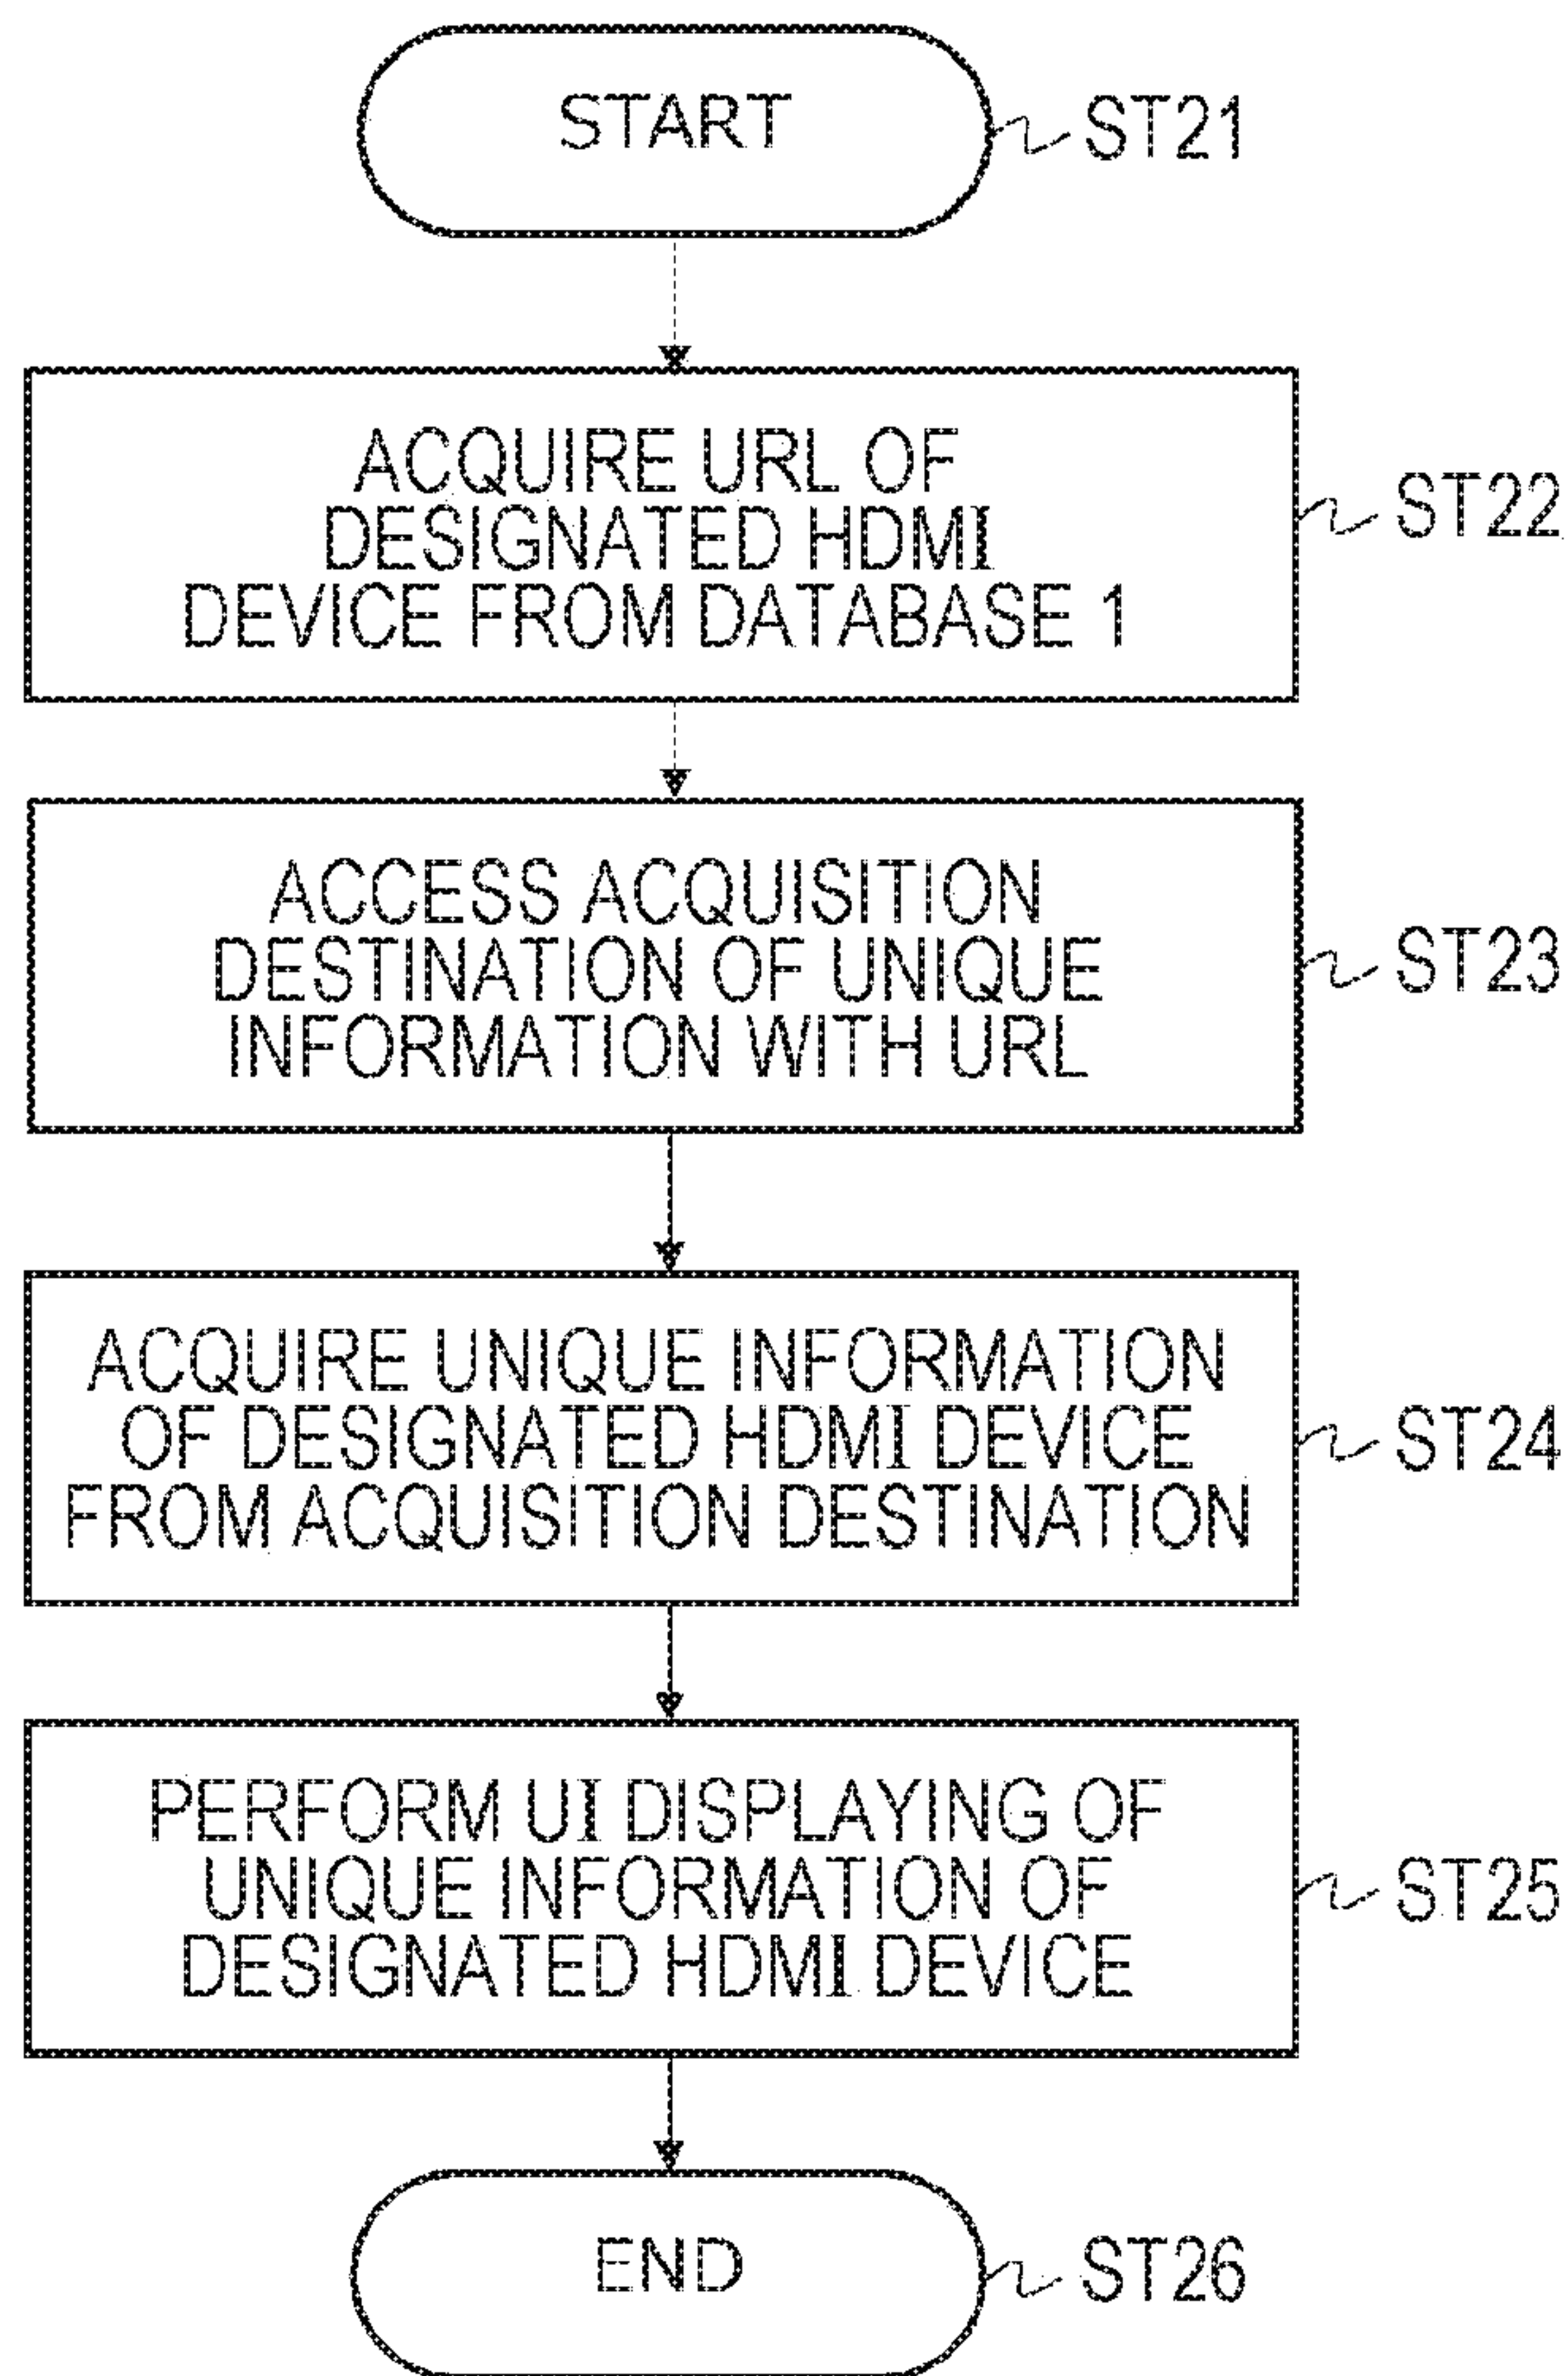 START
ST21
ACQUIRE URL OF
DESIGNATED HDMI
DEVICE FROM DATABASE 1
ST22
ACCESS ACQUISITION
DESTINATION OF UNIQUE
INFORMATION WITH URL
ST23
ACQUIRE UNIQUE INFORMATION
OF DESIGNATED HDMI DEVICE
FROM ACQUISITION DESTINATION
ST24
PERFORM UI DISPLAYING OF
UNIQUE INFORMATION OF
DESIGNATED HDMI DEVICE
ST25
END
ST26